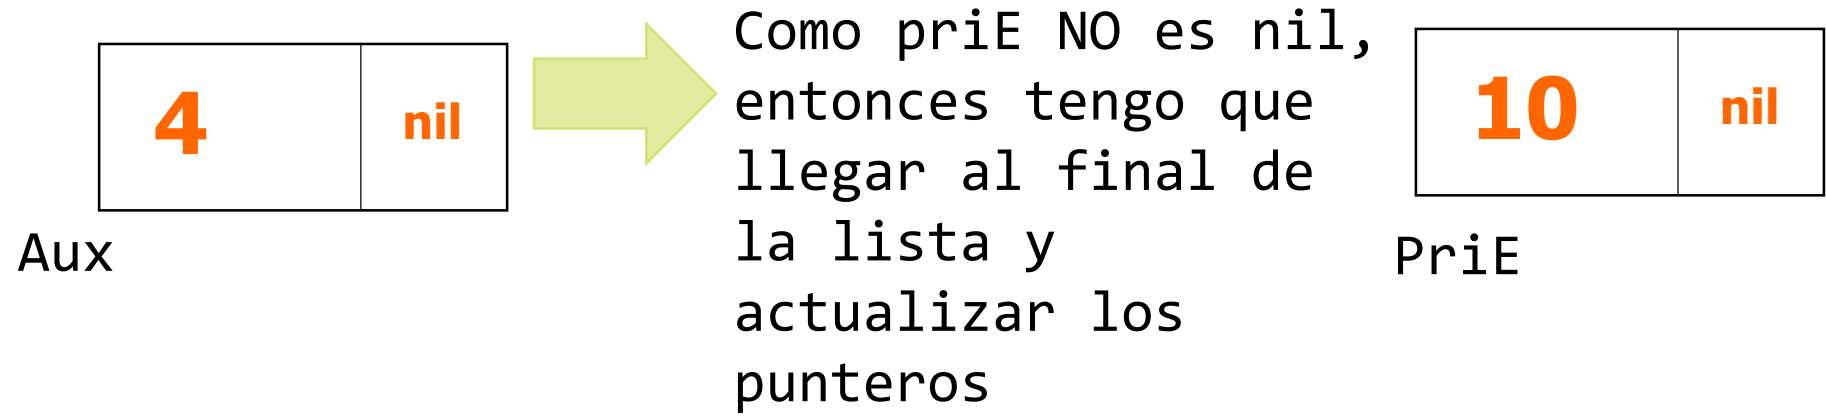 4 nil
Aux
Como priE NO es nil,
entonces tengo que
llegar al final de
la lista y
actualizar los
punteros
10 nil
PriE